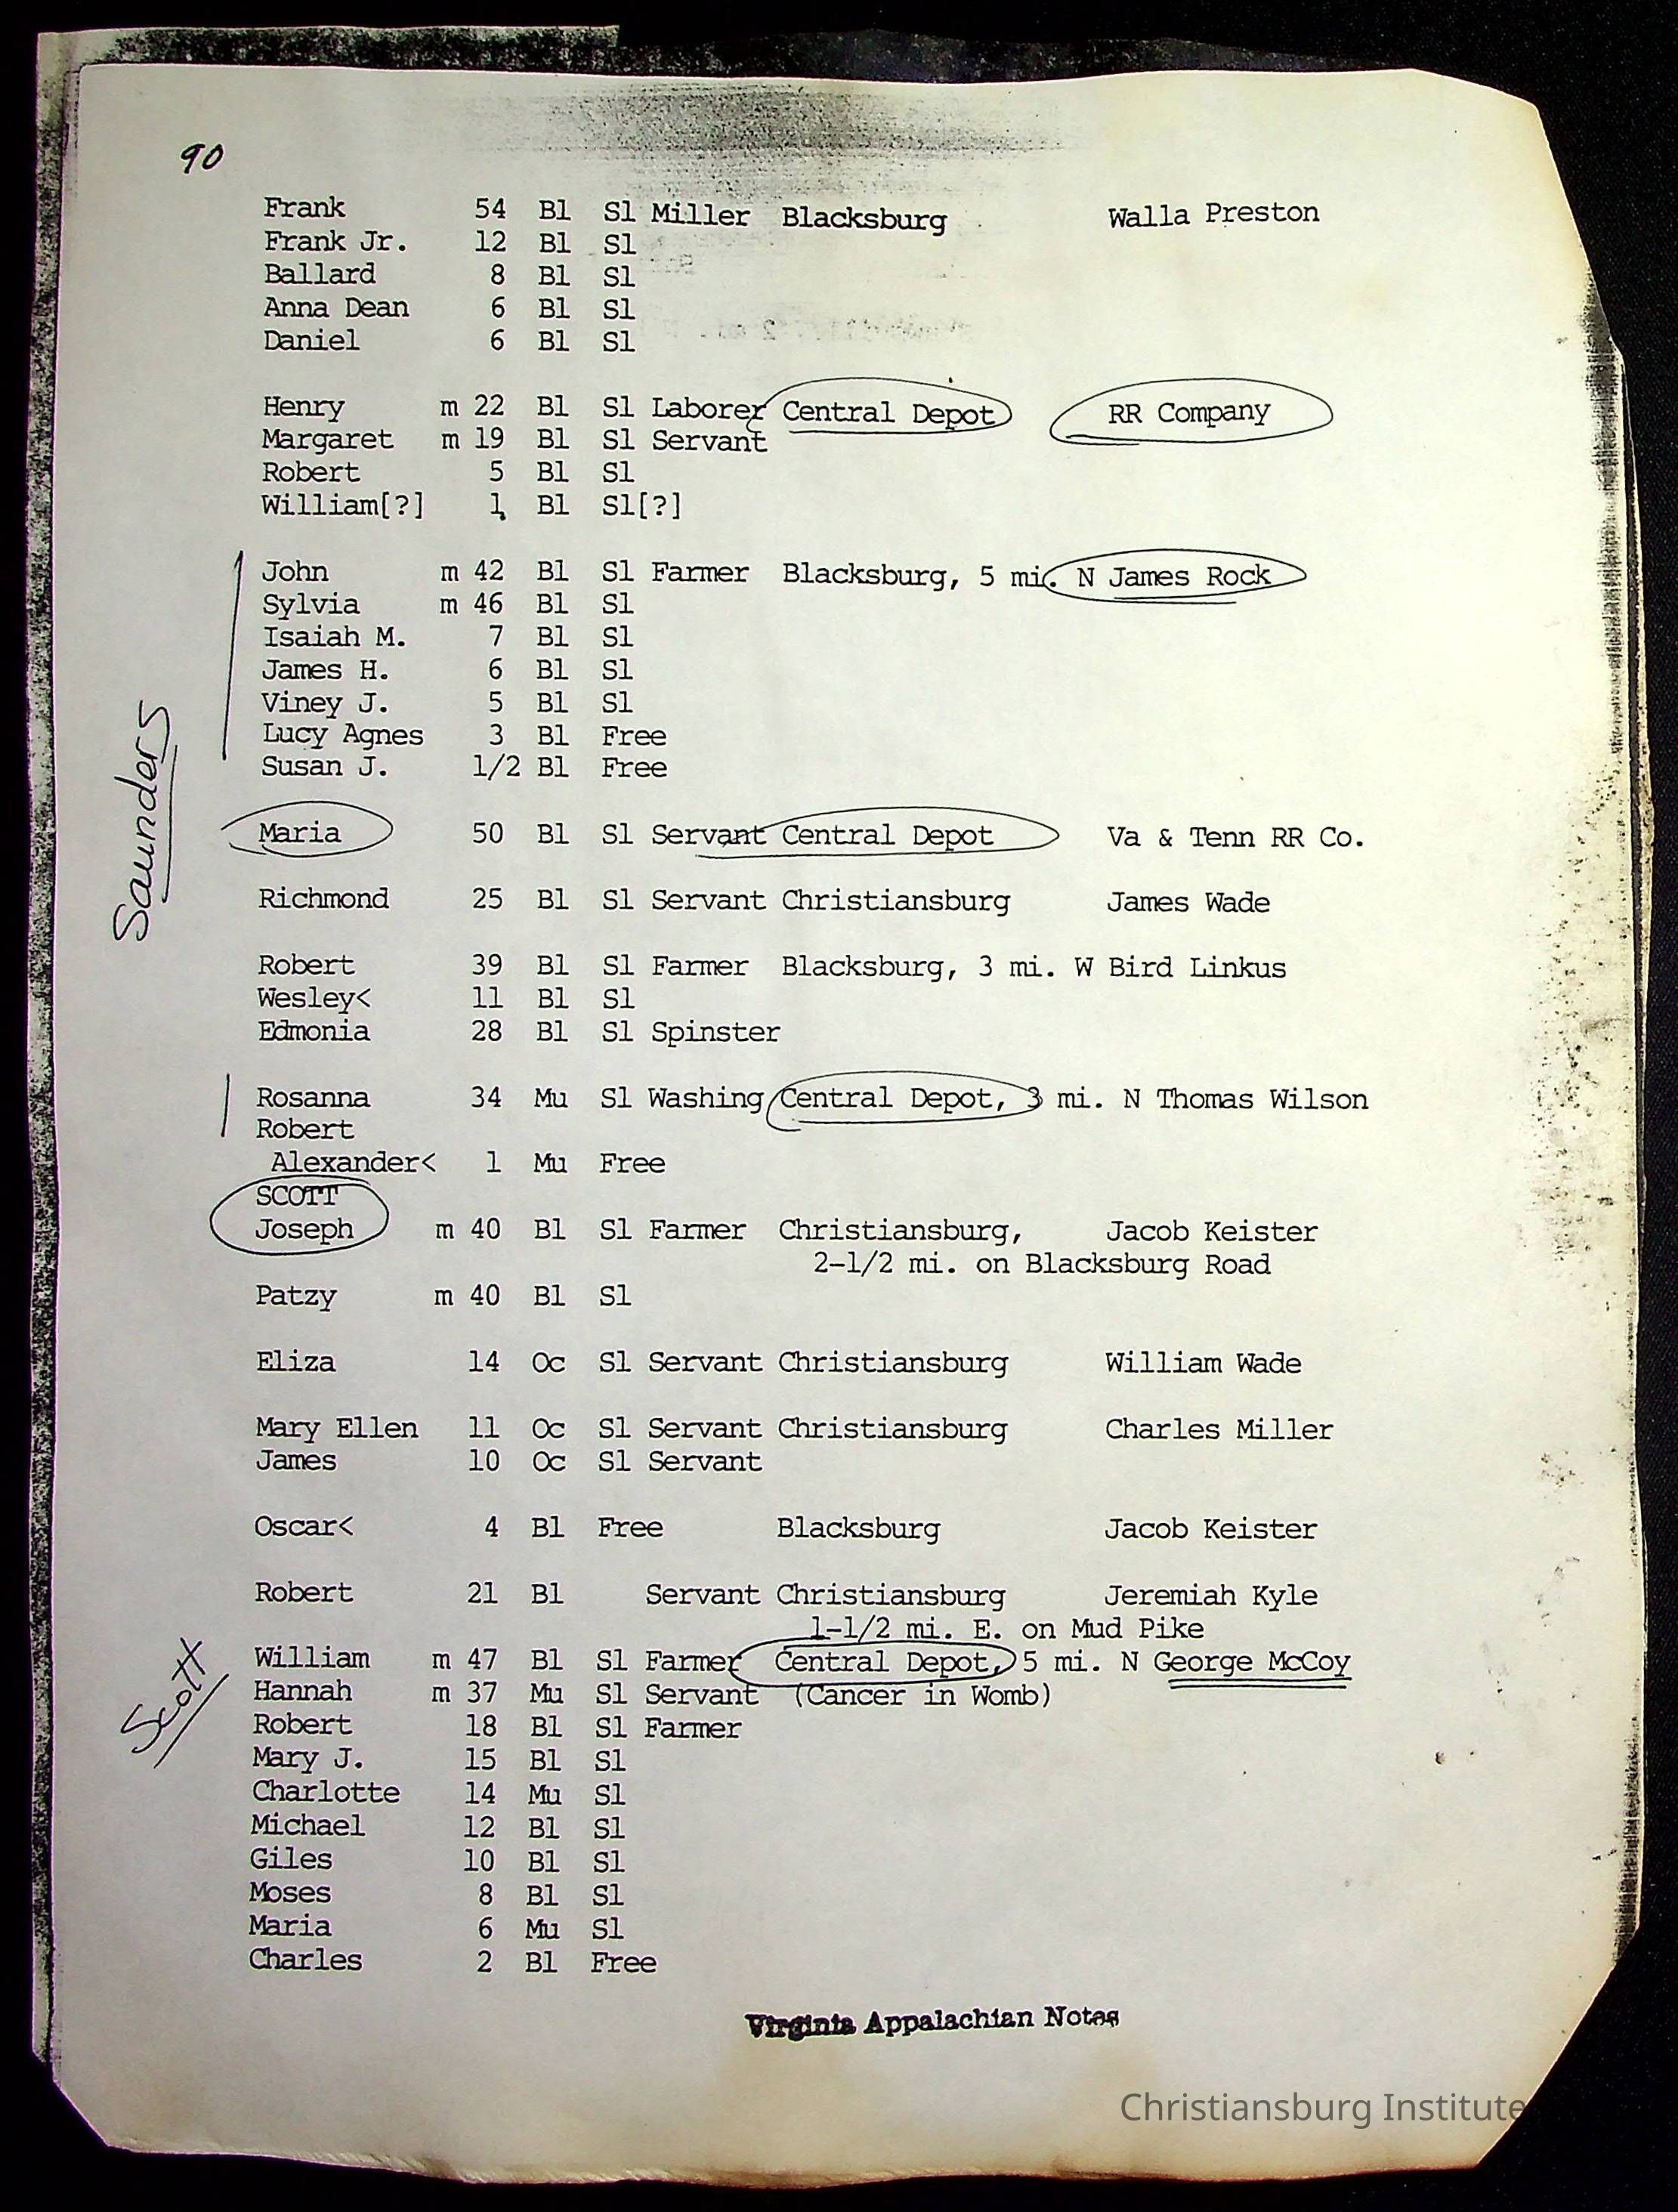 90
Frank 54 Bl Sl Miller Blacksburg Walla Preston
Frank Jr. 12 Bl Sl
Ballard 8 Bl Sl
Anna Dean 6 Bl Sl
Daniel 6 Bl Sl
Henry m 22 Bl Sl Laborer Central Depot RR Company
Margaret m 19 Bl Sl Servant
Robert 5 Bl Sl
William[?] 1 Bl Sl[?]
John m 42 Bl Sl Farmer Blacksburg, 5 mi. N James Rock
Sylvia m 46 Bl Sl
Isaiah M. 7 Bl Sl
James H. 6 Bl Sl
Viney J. 5 Bl Sl
Lucy Agnes 3 Bl Free
Susan J. 1/2 Bl Free
Saunders
Maria 50 Bl Sl Servant Central Depot Va & Tenn RR Co.
Richmond 25 Bl Sl Servant Christiansburg James Wade
Robert 39 Bl Sl Farmer Blacksburg, 3 mi. W Bird Linkus
Wesley< 11 Bl Sl
Edmonia 28 Bl Sl Spinster
Rosanna 34 Mu Sl Washing Central Depot, 3 mi. N Thomas Wilson
Robert
Alexander< 1 Mu Free
SCOTT
Joseph m 40 Bl Sl Farmer Christiansburg, Jacob Keister
2-1/2 mi. on Blacksburg Road
Patzy m 40 Bl Sl
Eliza 14 Oc Sl Servant Christiansburg William Wade
Mary Ellen 11 Oc Sl Servant Christiansburg Charles Miller
James 10 Oc Sl Servant
Oscar< 4 Bl Free Blacksburg Jacob Keister
Robert 21 Bl Servant Christiansburg Jeremiah Kyle
1-1/2 mi. E. on Mud Pike
William m 47 Bl Sl Farmer Central Depot, 5 mi. N George McCoy
Hannah m 37 Mu Sl Servant (Cancer in Womb)
Scott
Robert 18 Bl Sl Farmer
Mary J. 15 Bl Sl
Charlotte 14 Mu Sl
Michael 12 Bl Sl
Giles 10 Bl Sl
Moses 8 Bl Sl
Maria 6 Mu Sl
Charles 2 Bl Free
Virginia Appalachian Notes
Christiansburg Institute